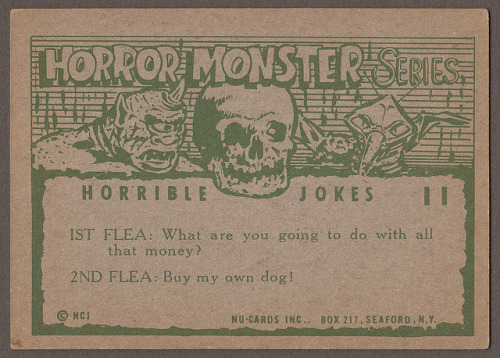 HORROR MONSTER SERIES
HORRIBLE JOKES 11
1ST FLEA: What are you going to do with all
that money?
2ND FLEA: Buy my own dog!
© NCI NU-CARDS INC., BOX 217, SEAFORD, N.Y.